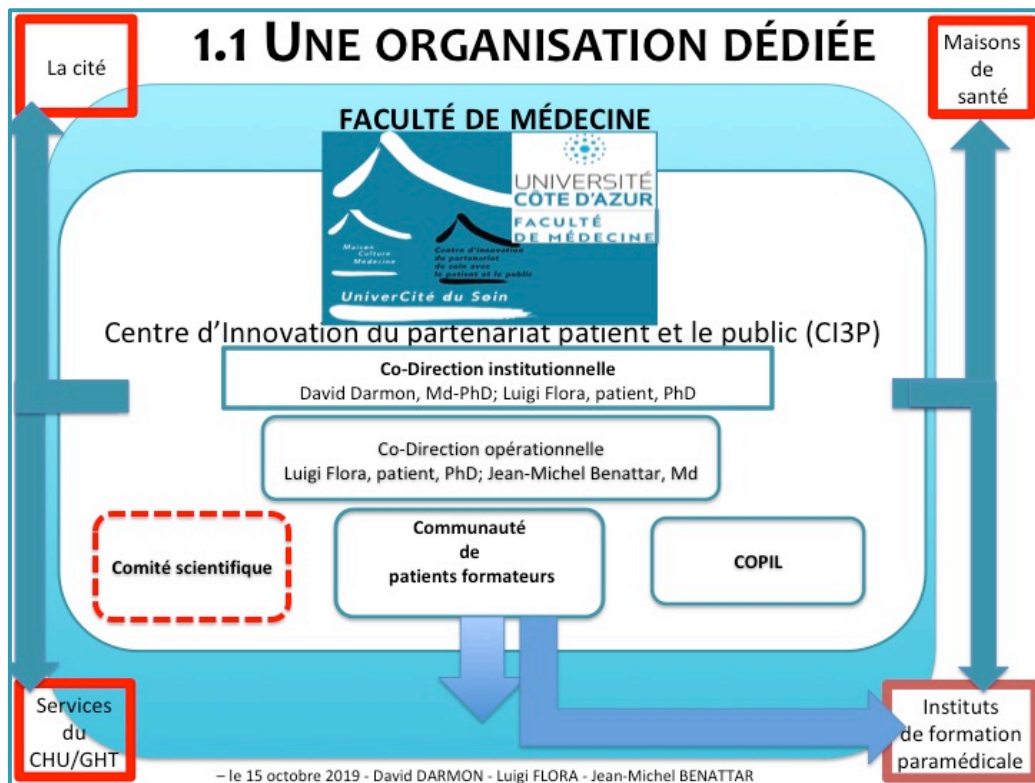 1.1 UNE ORGANISATION DÉDIÉE
La cité
Maisons
de
santé
FACULTÉ DE MÉDECINE
UNIVERSITÉ
CÔTE D'AZUR
FACULTÉ
DE MÉDECINE
Maison
Culture
Médecine
Centre d'innovation
du partenariat
de soin avec
le patient et le public
UniverCité du Soin
Centre d'Innovation du partenariat patient et le public (CI3P)
Co-Direction institutionnelle
David Darmon, Md-PhD; Luigi Flora, patient, PhD
Co-Direction opérationnelle
Luigi Flora, patient, PhD; Jean-Michel Benattar, Md
Comité scientifique
Communauté
de
patients formateurs
COPIL
Services
du
CHU/GHT
Instituts
de formation
paramédicale
– le 15 octobre 2019 - David DARMON - Luigi FLORA - Jean-Michel BENATTAR